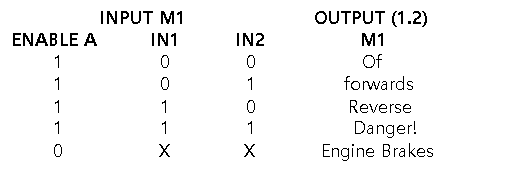 INPUT M1 OUTPUT (1.2)
ENABLE A IN1 IN2 M1
1 0 0 Of
1 0 1 forwards
1 1 0 Reverse
1 1 1 Danger!
0 X X Engine Brakes